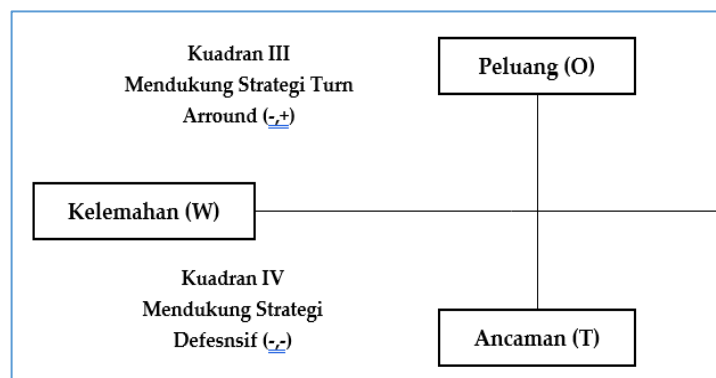 Kuadran III
Mendukung Strategi Turn
Arround (-,+)
Peluang (O)
Kelemahan (W)
Kuadran IV
Mendukung Strategi
Defesnsif (-,-)
Ancaman (T)